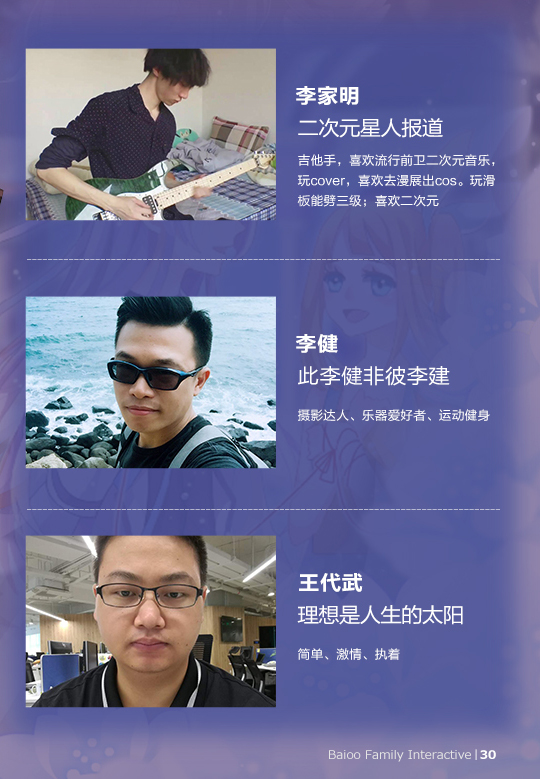 李家明
二次元星人报道
吉他手，喜欢流行前卫二次元音乐，
玩cover，喜欢去漫展出cos。玩滑
板能劈三级；喜欢二次元
李健
此李健非彼李建
摄影达人、乐器爱好者、运动健身
王代武
理想是人生的太阳
简单、激情、执着
Baioo Family Interactive | 30